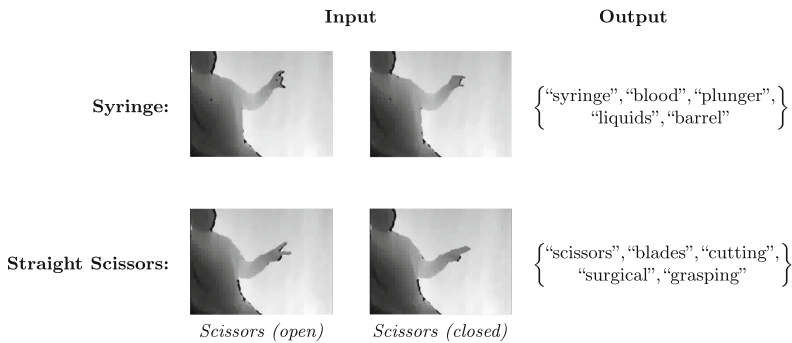 Input Output
Syringe:
{“syringe”, “blood”, “plunger”,
“liquids”, “barrel”}
Straight Scissors:
{“scissors”, “blades”, “cutting”,
“surgical”, “grasping”}
Scissors (open) Scissors (closed)